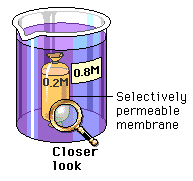 0.8M
0.2M
Selectively
permeable
membrane
Closer
look